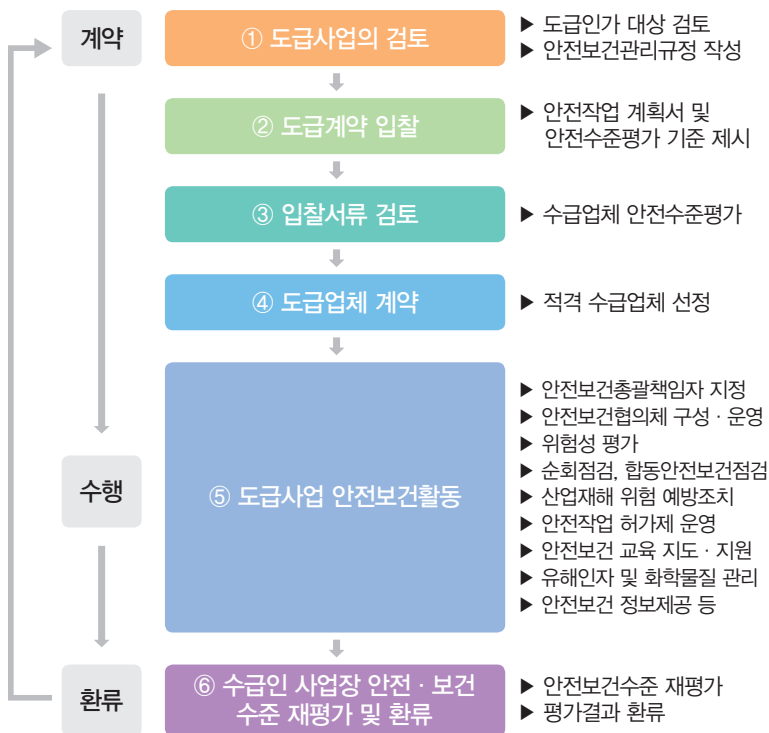 계약
① 도급사업의 검토
▶ 도급인가 대상 검토
▶ 안전보건관리규정 작성
② 도급계약 입찰
▶ 안전작업 계획서 및
안전수준평가 기준 제시
③ 입찰서류 검토
▶ 수급업체 안전수준평가
④ 도급업체 계약
▶ 적격 수급업체 선정
수행
⑤ 도급사업 안전보건활동
▶ 안전보건총괄책임자 지정
▶ 안전보건협의체 구성 · 운영
▶ 위험성 평가
▶ 순회점검, 합동안전보건점검
▶ 산업재해 위험 예방조치
▶ 안전작업 허가제 운영
▶ 안전보건 교육 지도 · 지원
▶ 유해인자 및 화학물질 관리
▶ 안전보건 정보제공 등
환류
⑥ 수급인 사업장 안전 · 보건
수준 재평가 및 환류
▶ 안전보건수준 재평가
▶ 평가결과 환류